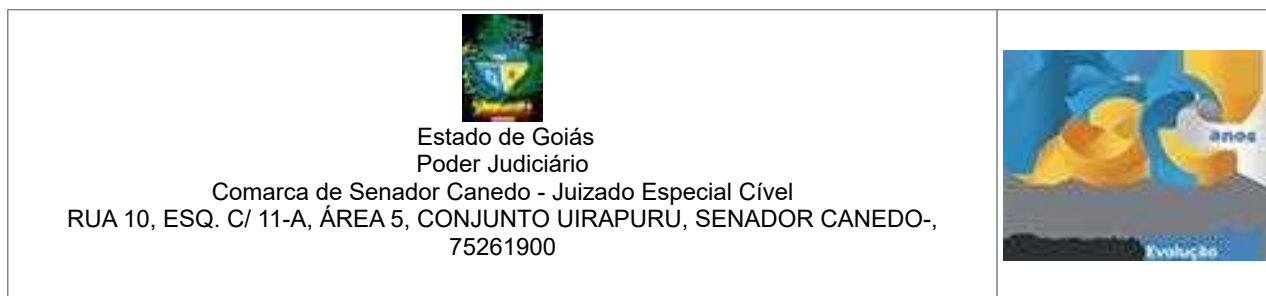 Estado de Goiás
Poder Judiciário
Comarca de Senador Canedo - Juizado Especial Cível
RUA 10, ESQ. C/ 11-A, ÁREA 5, CONJUNTO UIRAPURU, SENADOR CANEDO-,
75261900
anos
Evolução